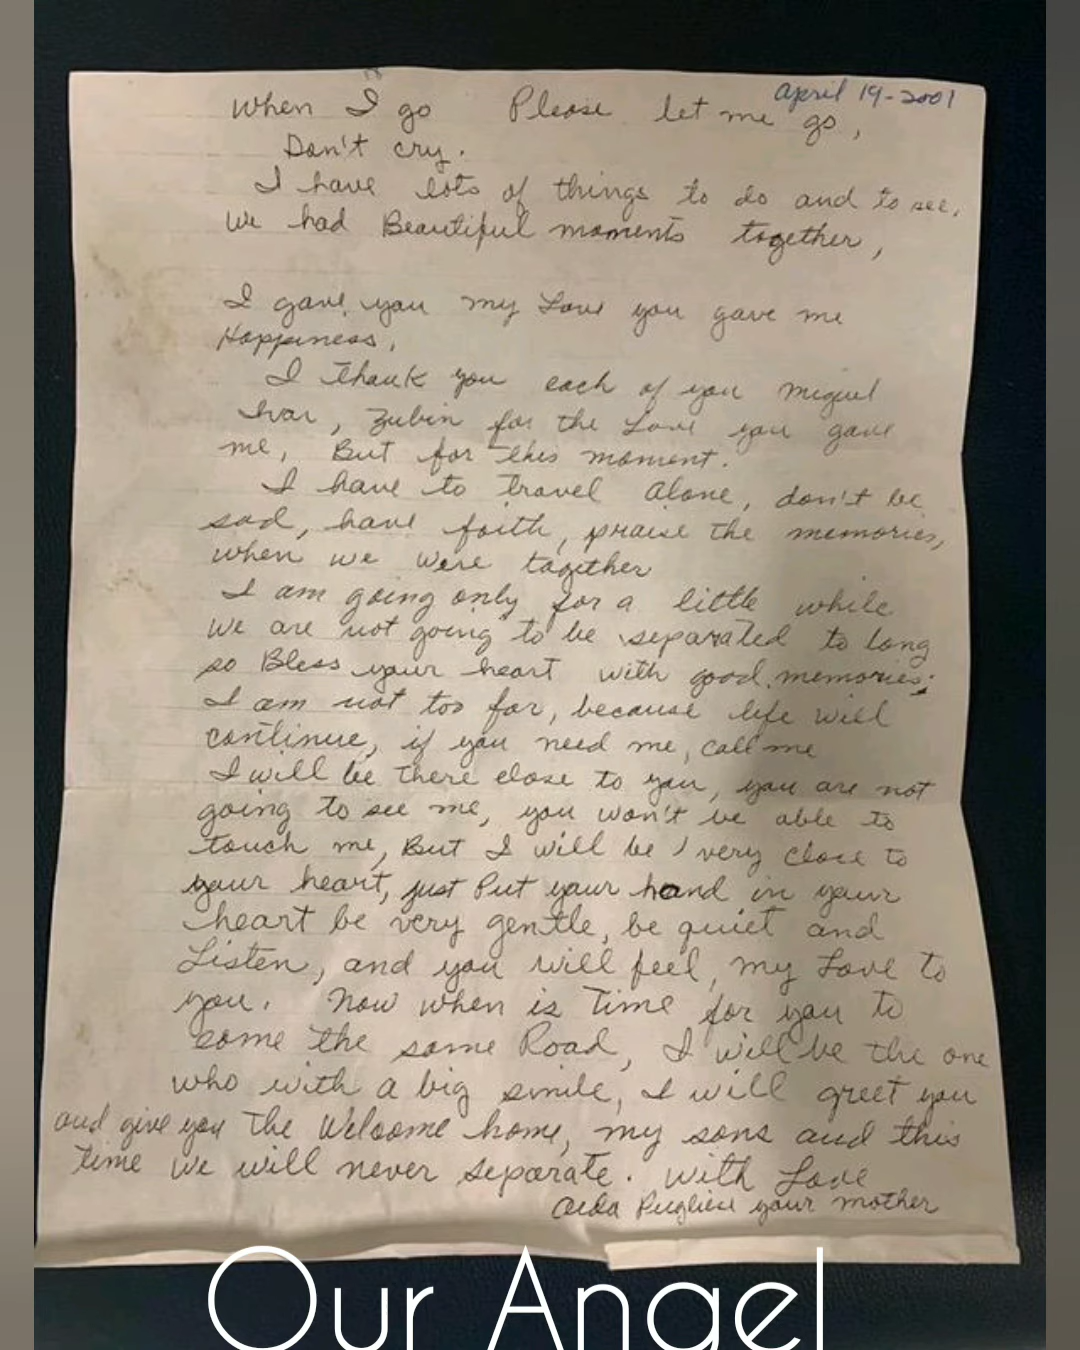 April 19-2001
When I go Please let me go,
Don't cry.
I have lots of things to do and to see,
We had Beautiful moments together,
I gave you my Love you gave me
Happiness,
I thank you each of you Miguel
Ivar, Zubin for the Love you gave
me, But for this moment.
I have to travel alone, don't be
sad, have faith, praise the memories,
when we were together
I am going only for a little while
We are not going to be separated to long
so Bless your heart with good memories;
I am not too far, because life will
continue, if you need me, call me
I will be there close to you, you are not
going to see me, you won't be able to
touch me, But I will be very close to
your heart, just Put your hand in your
heart be very gentle, be quiet and
Listen, and you will feel, my Love to
you. Now when is time for you to
come the same Road, I will be the one
who with a big smile, I will greet you
and give you the Welcome home, my sons and this
time we will never separate. With Love
Aida your mother
Our Angel